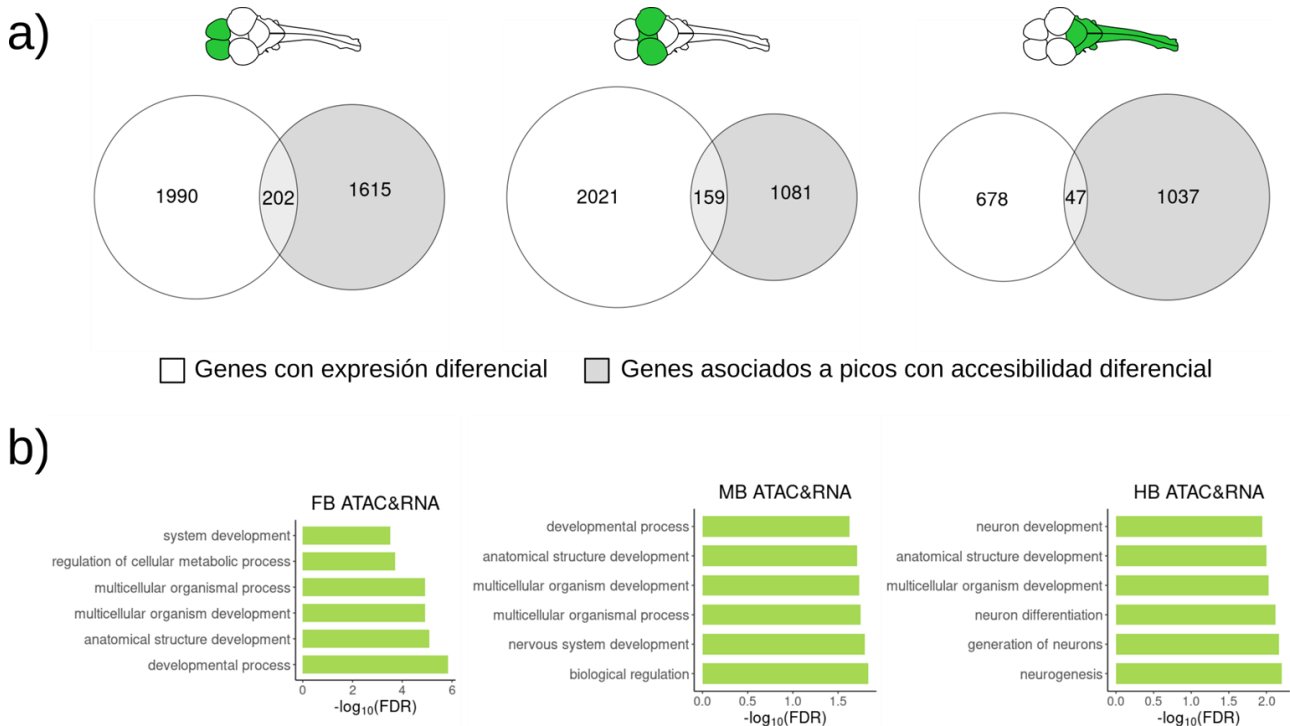 a)
1990
202
1615
2021
159
1081
678
47
1037
Genes con expresión diferencial
Genes asociados a picos con accesibilidad diferencial
b)
FB ATAC&RNA
system development
regulation of cellular metabolic process
multicellular organismal process
multicellular organism development
anatomical structure development
developmental process
0 2 4 6
-log10(FDR)
MB ATAC&RNA
developmental process
anatomical structure development
multicellular organism development
multicellular organismal process
nervous system development
biological regulation
0.0 0.5 1.0 1.5
-log10(FDR)
HB ATAC&RNA
neuron development
anatomical structure development
multicellular organism development
neuron differentiation
generation of neurons
neurogenesis
0.0 0.5 1.0 1.5 2.0
-log10(FDR)